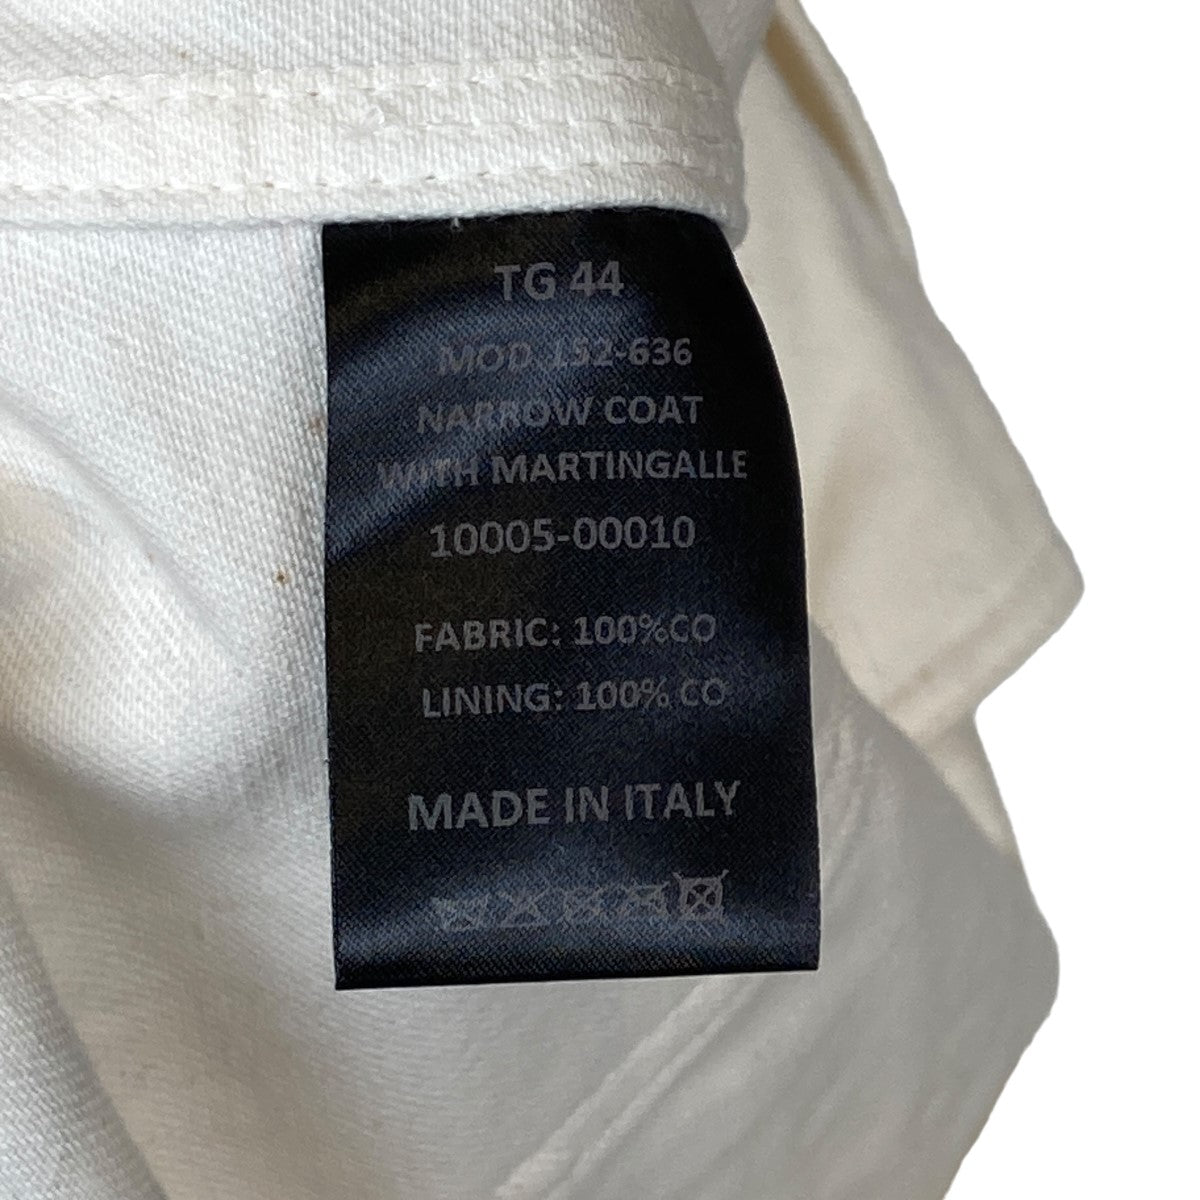 TG 44
MOD 152-636
NARROW COAT
WITH MARTINGALLE
10005-00010
FABRIC: 100%CO
LINING: 100% CO
MADE IN ITALY